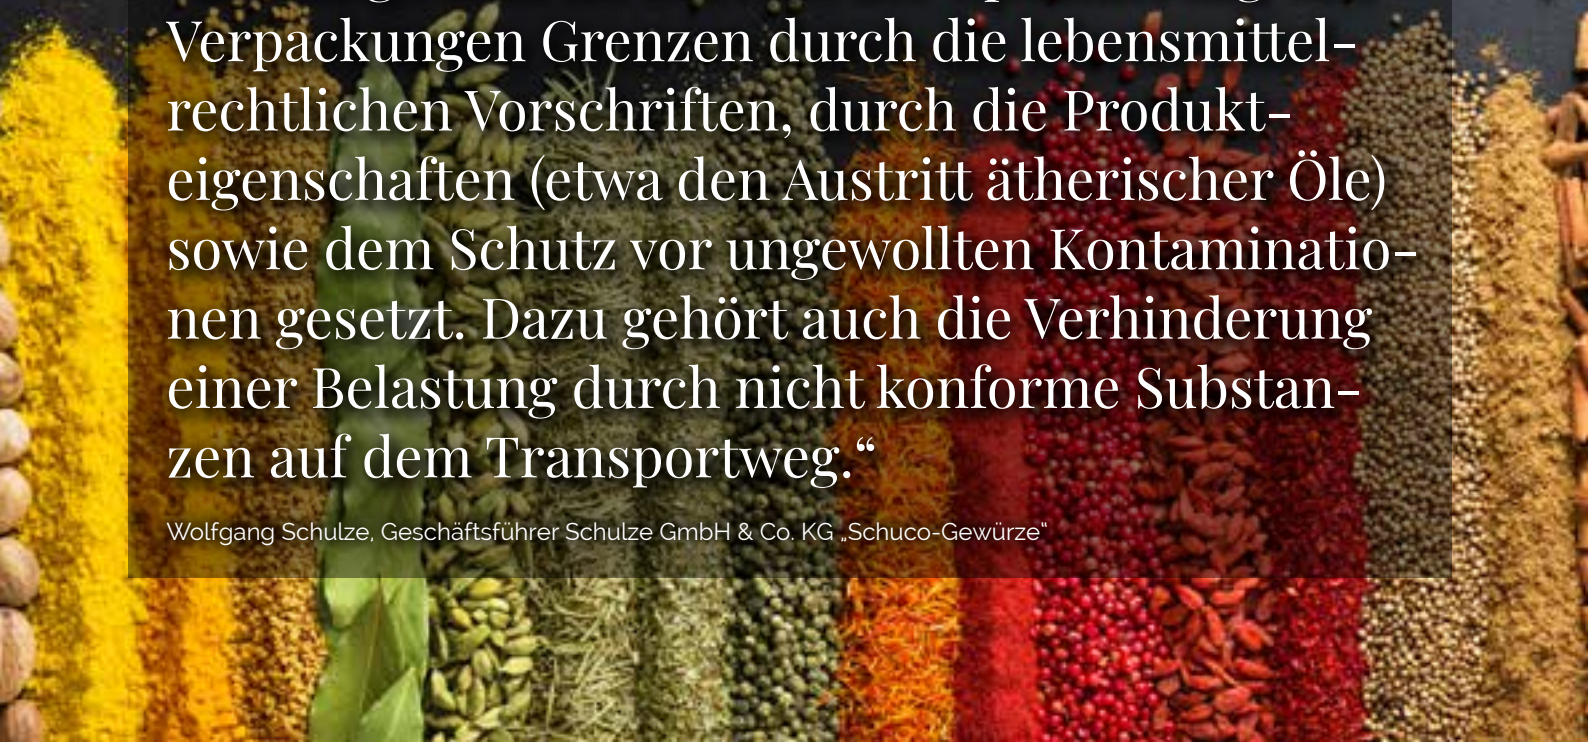 Verpackungen Grenzen durch die lebensmittel-
rechtlichen Vorschriften, durch die Produkt-
eigenschaften (etwa den Austritt ätherischer Öle)
sowie dem Schutz vor ungewollten Kontaminatio-
nen gesetzt. Dazu gehört auch die Verhinderung
einer Belastung durch nicht konforme Substan-
zen auf dem Transportweg.“
Wolfgang Schulze, Geschäftsführer Schulze GmbH & Co. KG „Schuco-Gewürze“